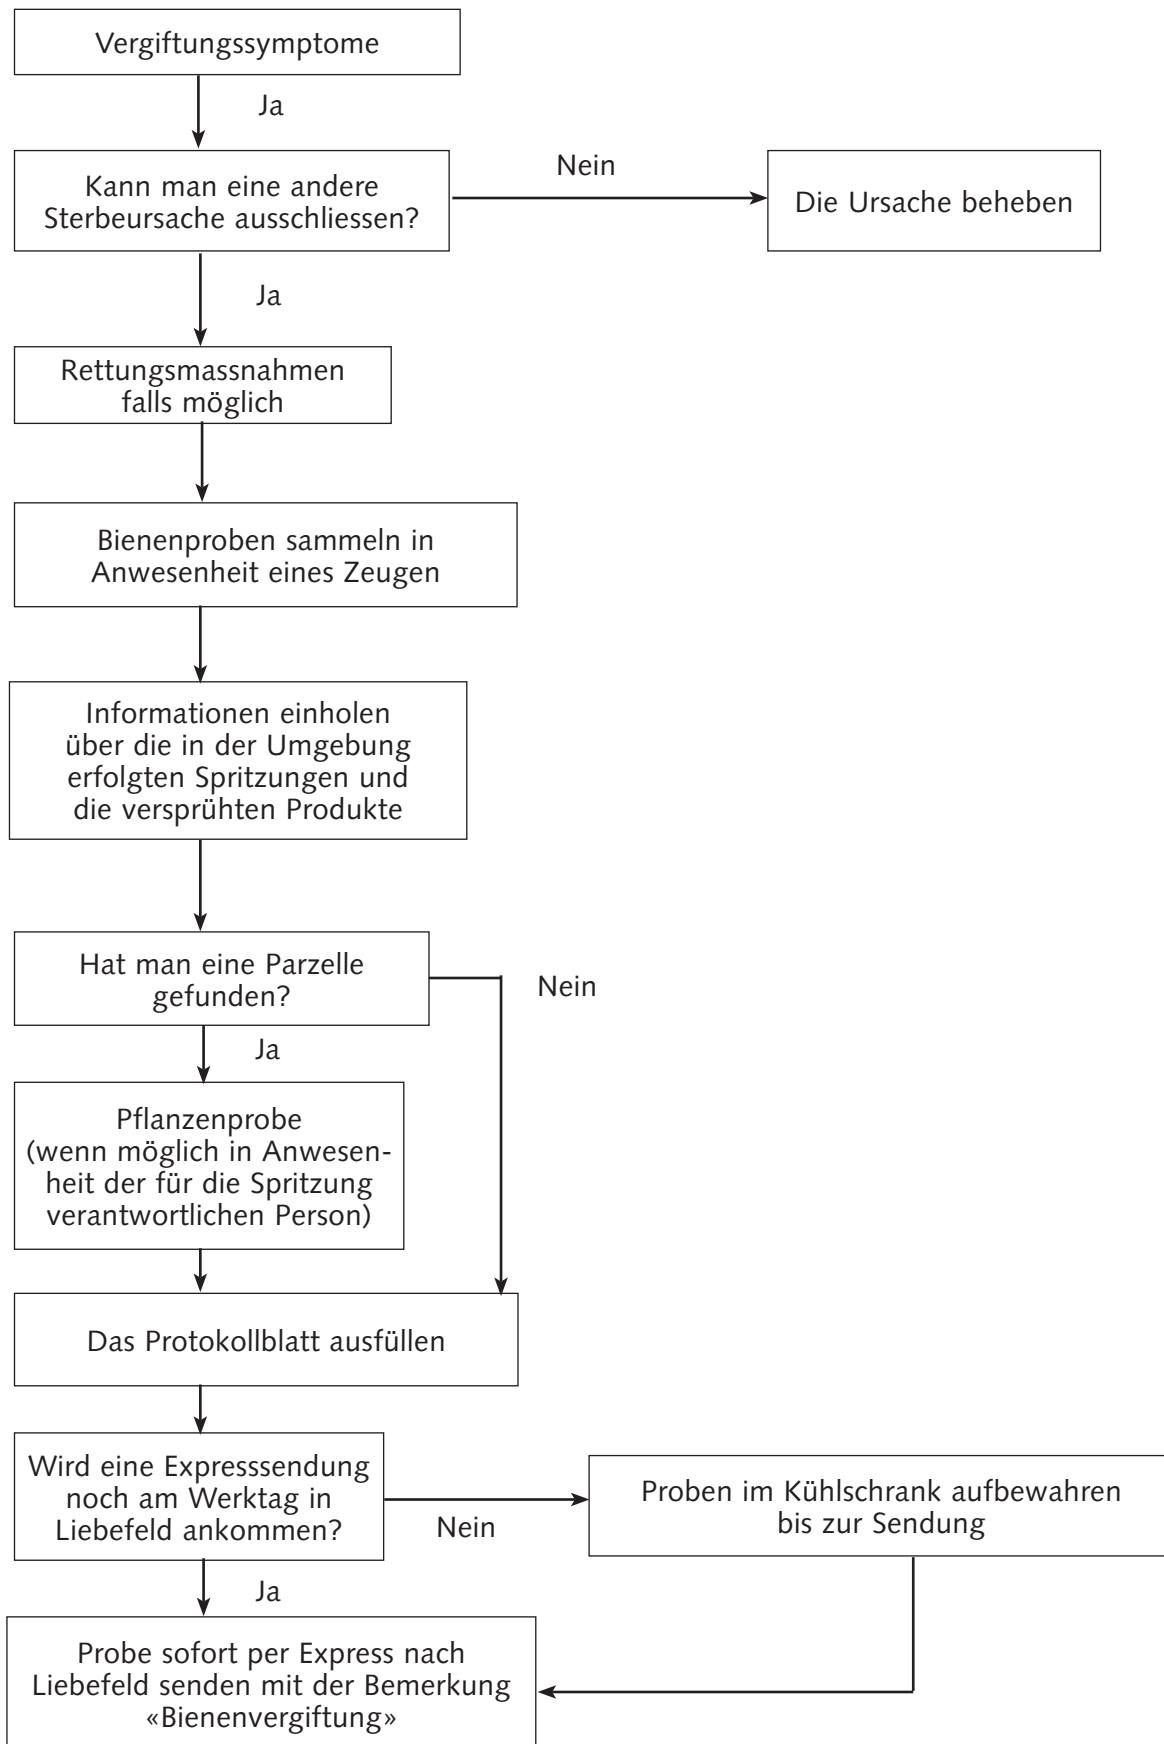 Vergiftungssymptome
Ja
Kann man eine andere
Sterbeursache ausschliessen?
Nein
Die Ursache beheben
Ja
Rettungsmassnahmen
falls möglich
Bienenproben sammeln in
Anwesenheit eines Zeugen
Informationen einholen
über die in der Umgebung
erfolgten Spritzungen und
die versprühten Produkte
Hat man eine Parzelle
gefunden?
Nein
Ja
Pflanzenprobe
(wenn möglich in Anwesen-
heit der für die Spritzung
verantwortlichen Person)
Das Protokollblatt ausfüllen
Wird eine Expresssendung
noch am Werktag in
Liebefeld ankommen?
Nein
Proben im Kühlschrank aufbewahren
bis zur Sendung
Ja
Probe sofort per Express nach
Liebefeld senden mit der Bemerkung
«Bienenvergiftung»